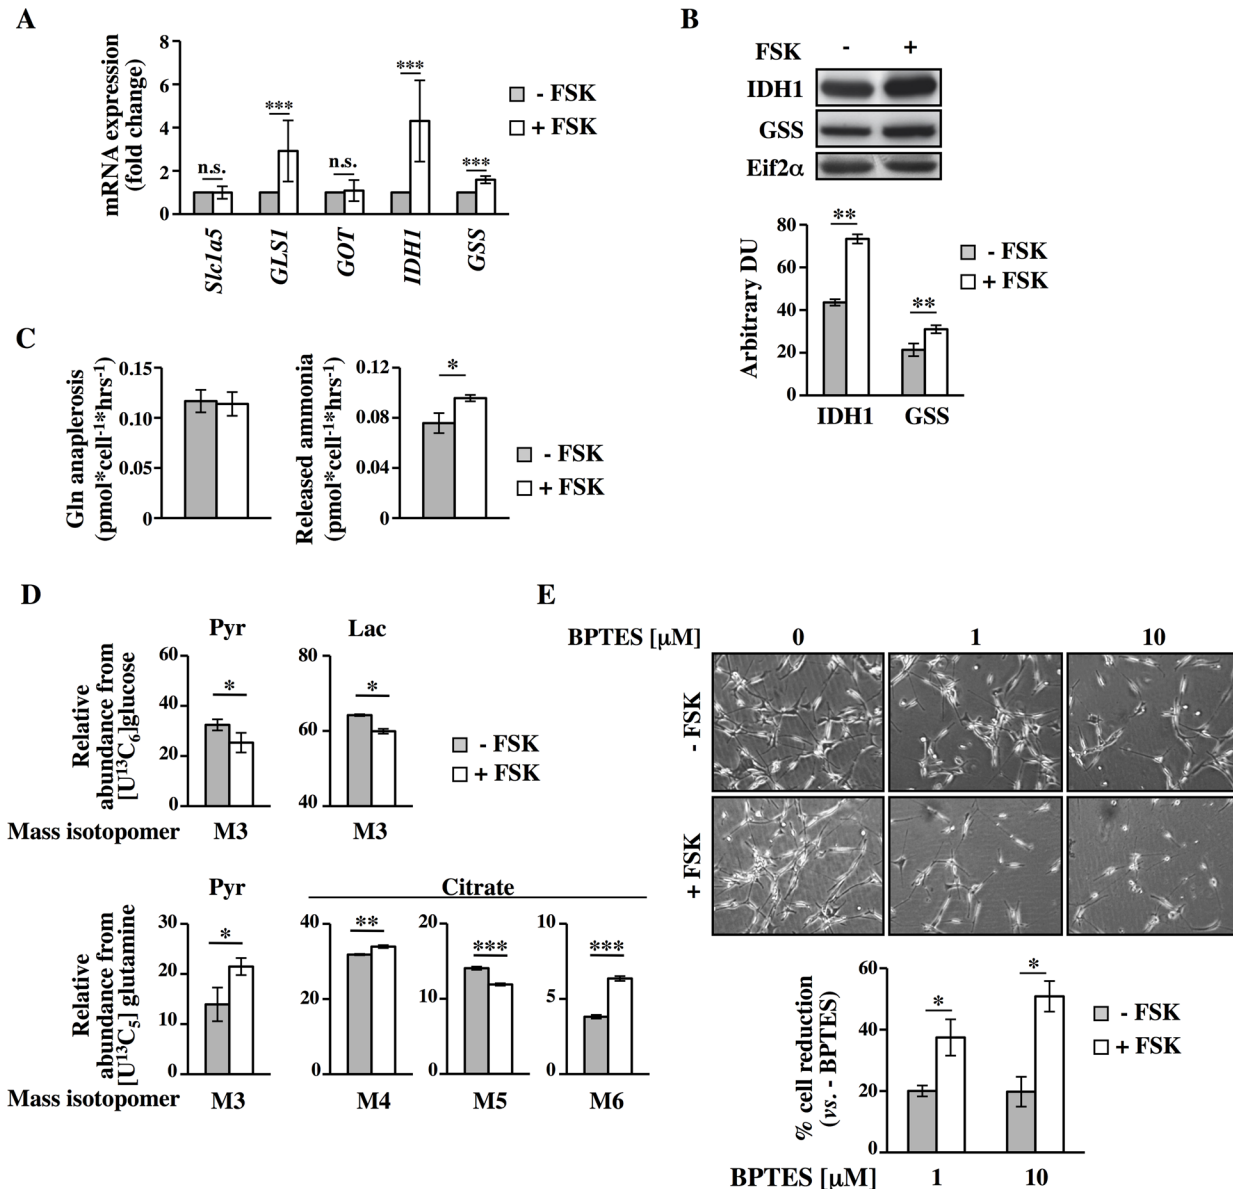 A
mRNA expression
(fold change)
8
6
4
2
0
n.s.
***
n.s.
***
***
- FSK
+ FSK
Slc1a5
GLS1
GOT
IDH1
GSS
B
FSK - +
IDH1
GSS
Eif2α
Arbitrary DU
80
60
40
20
0
**
**
- FSK
+ FSK
IDH1 GSS
C
Gln anaplerosis
(pmol*cell-1*hrs-1)
0.15
0.10
0.05
0
Released ammonia
(pmol*cell-1*hrs-1)
0.12
0.08
0.04
0
*
- FSK
+ FSK
D
Pyr
Lac
Relative
abundance from
[U13C6]glucose
60
40
20
0
*
80
60
40
*
- FSK
+ FSK
Mass isotopomer M3 M3
Pyr
Citrate
Relative
abundance from
[U13C5] glutamine
30
20
10
0
*
40
20
0
**
20
10
0
***
10
5
0
***
Mass isotopomer M3 M4 M5 M6
E
BPTES [µM] 0 1 10
- FSK
+ FSK
% cell reduction
(vs. - BPTES)
60
40
20
0
*
*
- FSK
+ FSK
BPTES [µM] 1 10